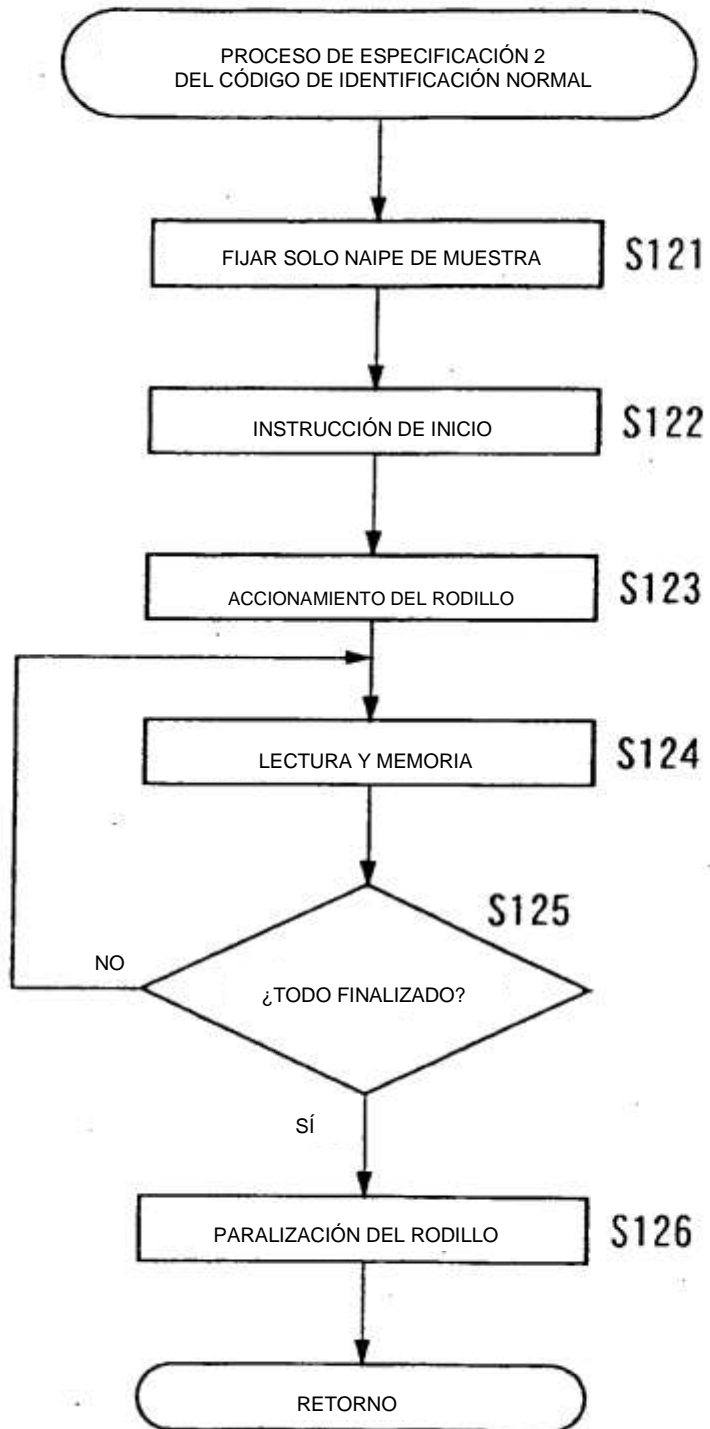 PROCESO DE ESPECIFICACIÓN 2
DEL CÓDIGO DE IDENTIFICACIÓN NORMAL
FIJAR SOLO NAIPE DE MUESTRA
S121
INSTRUCCIÓN DE INICIO
S122
ACCIONAMIENTO DEL RODILLO
S123
LECTURA Y MEMORIA
S124
S125
NO
¿TODO FINALIZADO?
SÍ
PARALIZACIÓN DEL RODILLO
S126
RETORNO